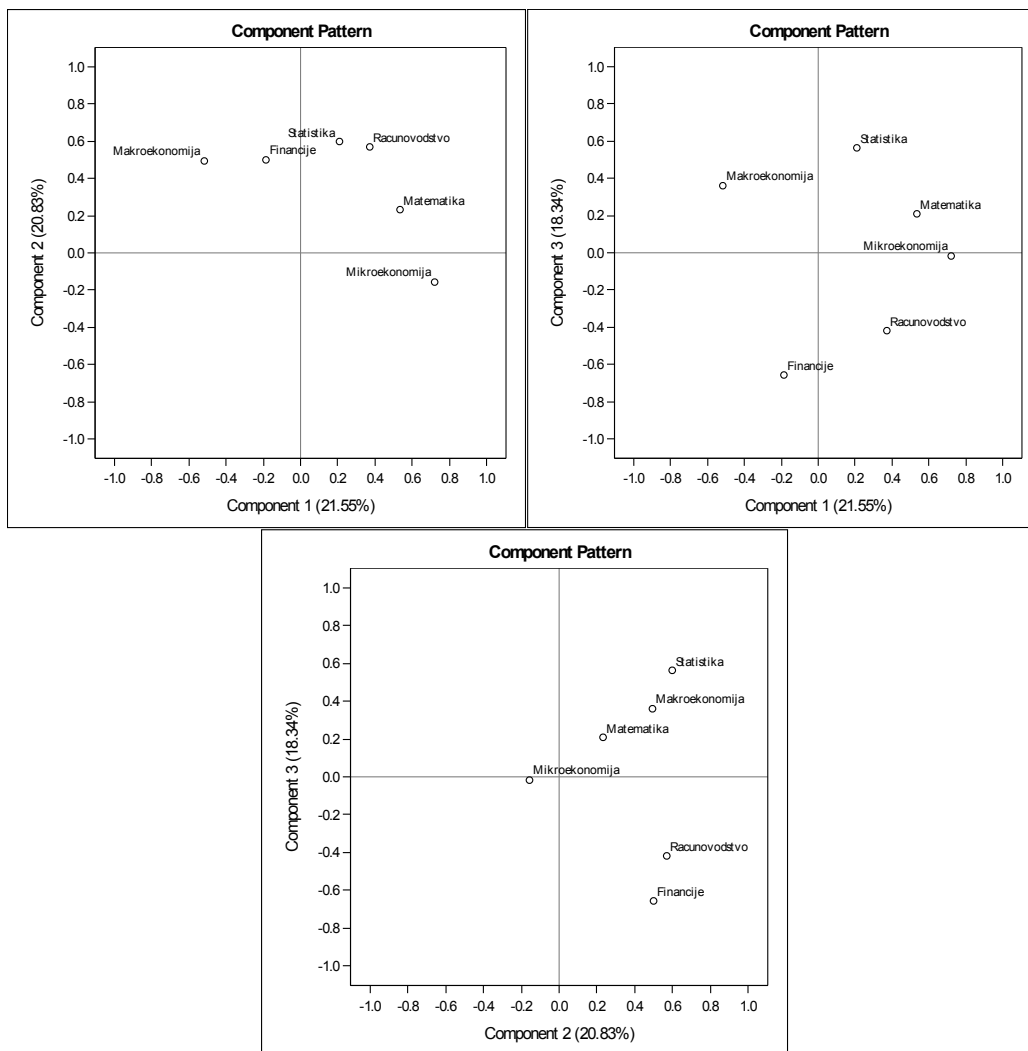 Component Pattern
1.0
0.8
0.6
0.4
0.2
0.0
-0.2
-0.4
-0.6
-0.8
-1.0
Component 2 (20.83%)
Statistika
Racunovodstvo
Makroekonomija
Financije
Matematika
Mikroekonomija
-1.0 -0.8 -0.6 -0.4 -0.2 0.0 0.2 0.4 0.6 0.8 1.0
Component 1 (21.55%)
Component Pattern
1.0
0.8
0.6
0.4
0.2
0.0
-0.2
-0.4
-0.6
-0.8
-1.0
Component 3 (18.34%)
Statistika
Makroekonomija
Matematika
Mikroekonomija
Racunovodstvo
Financije
-1.0 -0.8 -0.6 -0.4 -0.2 0.0 0.2 0.4 0.6 0.8 1.0
Component 1 (21.55%)
Component Pattern
1.0
0.8
0.6
0.4
0.2
0.0
-0.2
-0.4
-0.6
-0.8
-1.0
Component 3 (18.34%)
Statistika
Makroekonomija
Matematika
Mikroekonomija
Racunovodstvo
Financije
-1.0 -0.8 -0.6 -0.4 -0.2 0.0 0.2 0.4 0.6 0.8 1.0
Component 2 (20.83%)